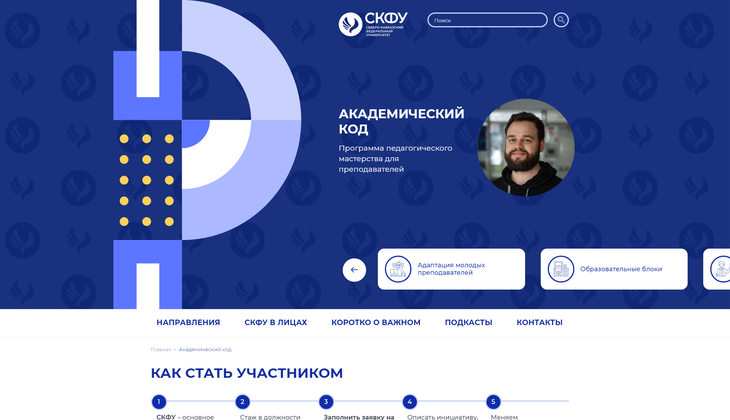 СКФУ
СЕВЕРО-КАВКАЗСКИЙ
ФЕДЕРАЛЬНЫЙ
УНИВЕРСИТЕТ
Поиск
АКАДЕМИЧЕСКИЙ
КОД
Программа педагогического
мастерства для
преподавателей
Адаптация молодых
преподавателей
Образовательные блоки
НАПРАВЛЕНИЯ
СКФУ В ЛИЦАХ
КОРОТКО О ВАЖНОМ
ПОДКАСТЫ
КОНТАКТЫ
Главная » Академический код
КАК СТАТЬ УЧАСТНИКОМ
1
2
3
4
5
СКФУ – основное
Стаж в должности
Заполнить заявку на
Описать инициативу,
Меняем